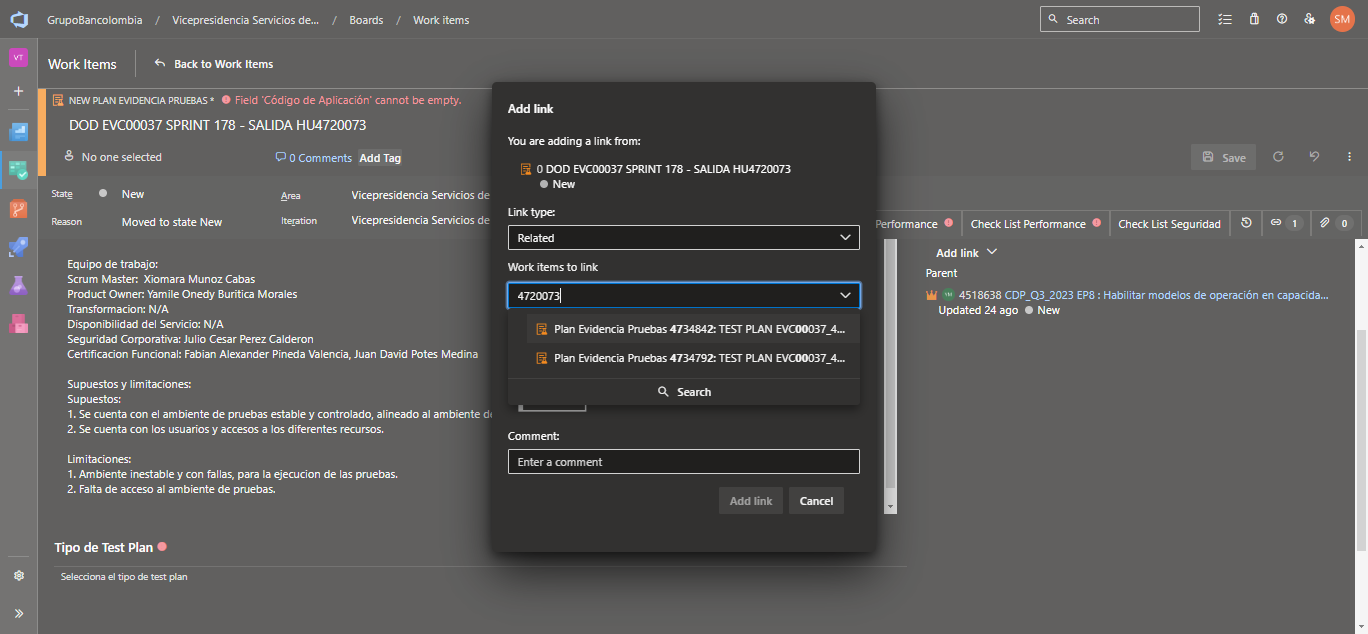 GrupoBancolombia / Vicepresidencia Servicios de... / Boards / Work items
Search
SM
VT
Work Items
Back to Work Items
NEW PLAN EVIDENCIA PRUEBAS * Field 'Código de Aplicación' cannot be empty.
DOD EVC00037 SPRINT 178 - SALIDA HU4720073
No one selected
0 Comments
Add Tag
Save
State
New
Area
Vicepresidencia Servicios de
Reason
Moved to state New
Iteration
Vicepresidencia Servicios de
Performance
Check List Performance
Check List Seguridad
1
0
Equipo de trabajo:
Scrum Master: Xiomara Munoz Cabas
Product Owner: Yamile Onedy Buritica Morales
Transformacion: N/A
Disponibilidad del Servicio: N/A
Seguridad Corporativa: Julio Cesar Perez Calderon
Certificacion Funcional: Fabian Alexander Pineda Valencia, Juan David Potes Medina
Supuestos y limitaciones:
Supuestos:
1. Se cuenta con el ambiente de pruebas estable y controlado, alineado al ambiente de
2. Se cuenta con los usuarios y accesos a los diferentes recursos.
Limitaciones:
1. Ambiente inestable y con fallas, para la ejecucion de las pruebas.
2. Falta de acceso al ambiente de pruebas.
Tipo de Test Plan
Selecciona el tipo de test plan
Add link
You are adding a link from:
0 DOD EVC00037 SPRINT 178 - SALIDA HU4720073
New
Link type:
Related
Work items to link
4720073
Plan Evidencia Pruebas 4734842: TEST PLAN EVC00037_4...
Plan Evidencia Pruebas 4734792: TEST PLAN EVC00037_4...
Search
Comment:
Enter a comment
Add link
Cancel
Add link
Parent
4518638 CDP_Q3_2023 EP8 : Habilitar modelos de operación en capacida...
Updated 24 ago New